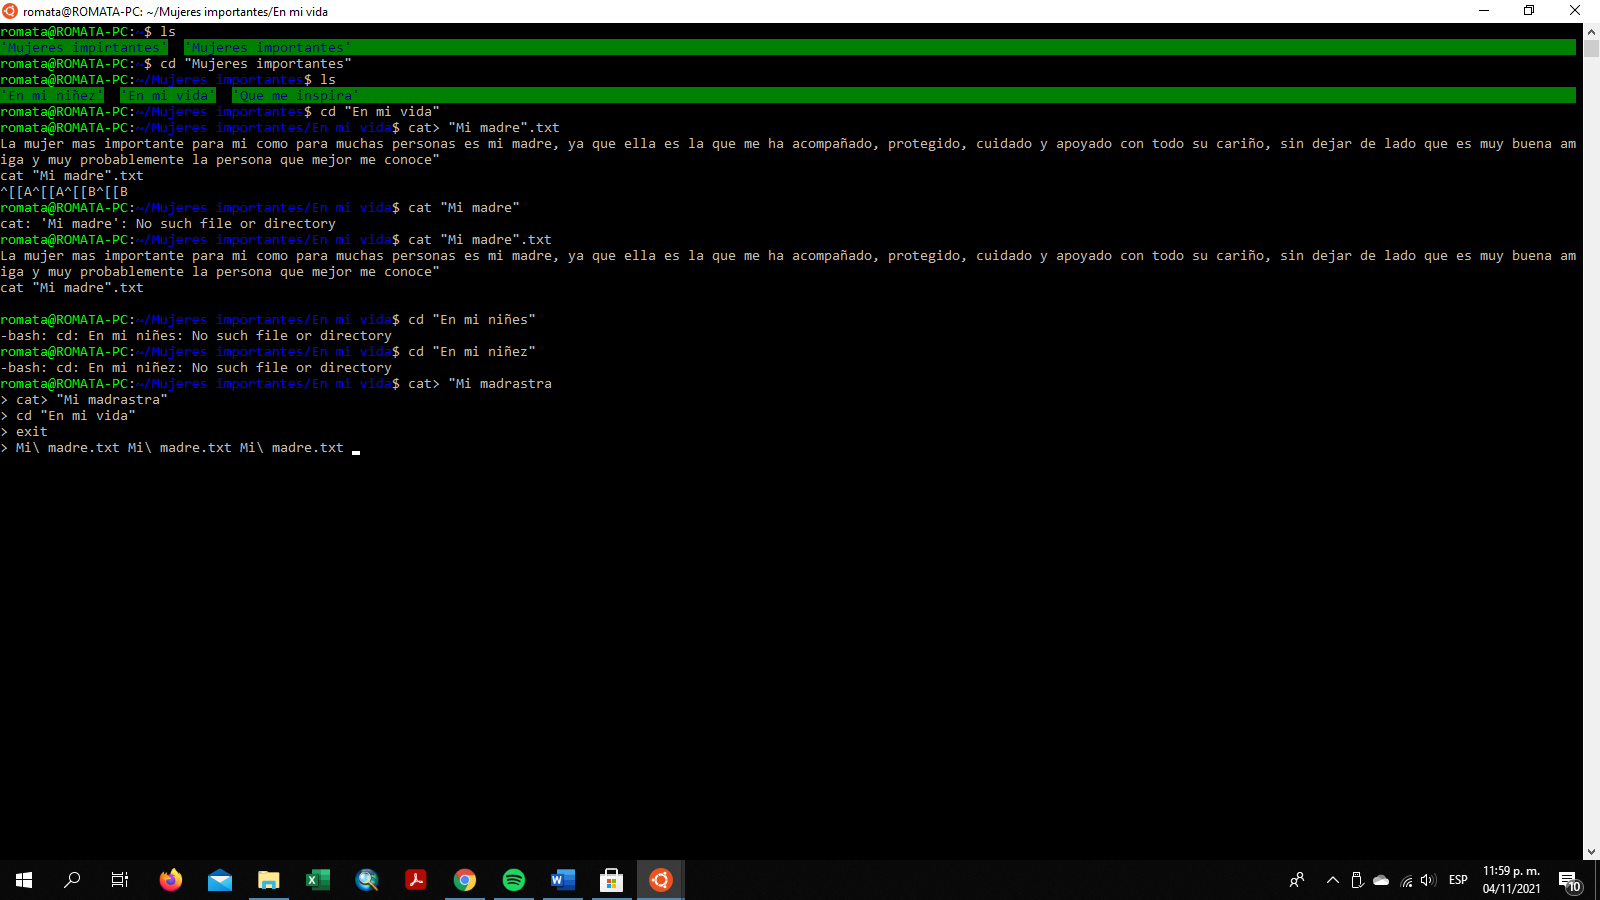 romata@ROMATA-PC: ~/Mujeres importantes/En mi vida
romata@ROMATA-PC:~$ ls
'Mujeres impirtantes'  'Mujeres importantes'
romata@ROMATA-PC:~$ cd "Mujeres importantes"
romata@ROMATA-PC:~/Mujeres importantes$ ls
'En mi niñez'  'En mi vida'  'Que me inspira'
romata@ROMATA-PC:~/Mujeres importantes$ cd "En mi vida"
romata@ROMATA-PC:~/Mujeres importantes/En mi vida$ cat> "Mi madre".txt
La mujer mas importante para mi como para muchas personas es mi madre, ya que ella es la que me ha acompañado, protegido, cuidado y apoyado con todo su cariño, sin dejar de lado que es muy buena am
iga y muy probablemente la persona que mejor me conoce"
cat "Mi madre".txt
^[[A^[[A^[[B^[[B
romata@ROMATA-PC:~/Mujeres importantes/En mi vida$ cat "Mi madre"
cat: 'Mi madre': No such file or directory
romata@ROMATA-PC:~/Mujeres importantes/En mi vida$ cat "Mi madre".txt
La mujer mas importante para mi como para muchas personas es mi madre, ya que ella es la que me ha acompañado, protegido, cuidado y apoyado con todo su cariño, sin dejar de lado que es muy buena am
iga y muy probablemente la persona que mejor me conoce"
cat "Mi madre".txt
romata@ROMATA-PC:~/Mujeres importantes/En mi vida$ cd "En mi niñes"
-bash: cd: En mi niñes: No such file or directory
romata@ROMATA-PC:~/Mujeres importantes/En mi vida$ cd "En mi niñez"
-bash: cd: En mi niñez: No such file or directory
romata@ROMATA-PC:~/Mujeres importantes/En mi vida$ cat> "Mi madrastra
> cat> "Mi madrastra"
> cd "En mi vida"
> exit
> Mi\ madre.txt Mi\ madre.txt Mi\ madre.txt
ESP
11:59 p. m.
04/11/2021
10